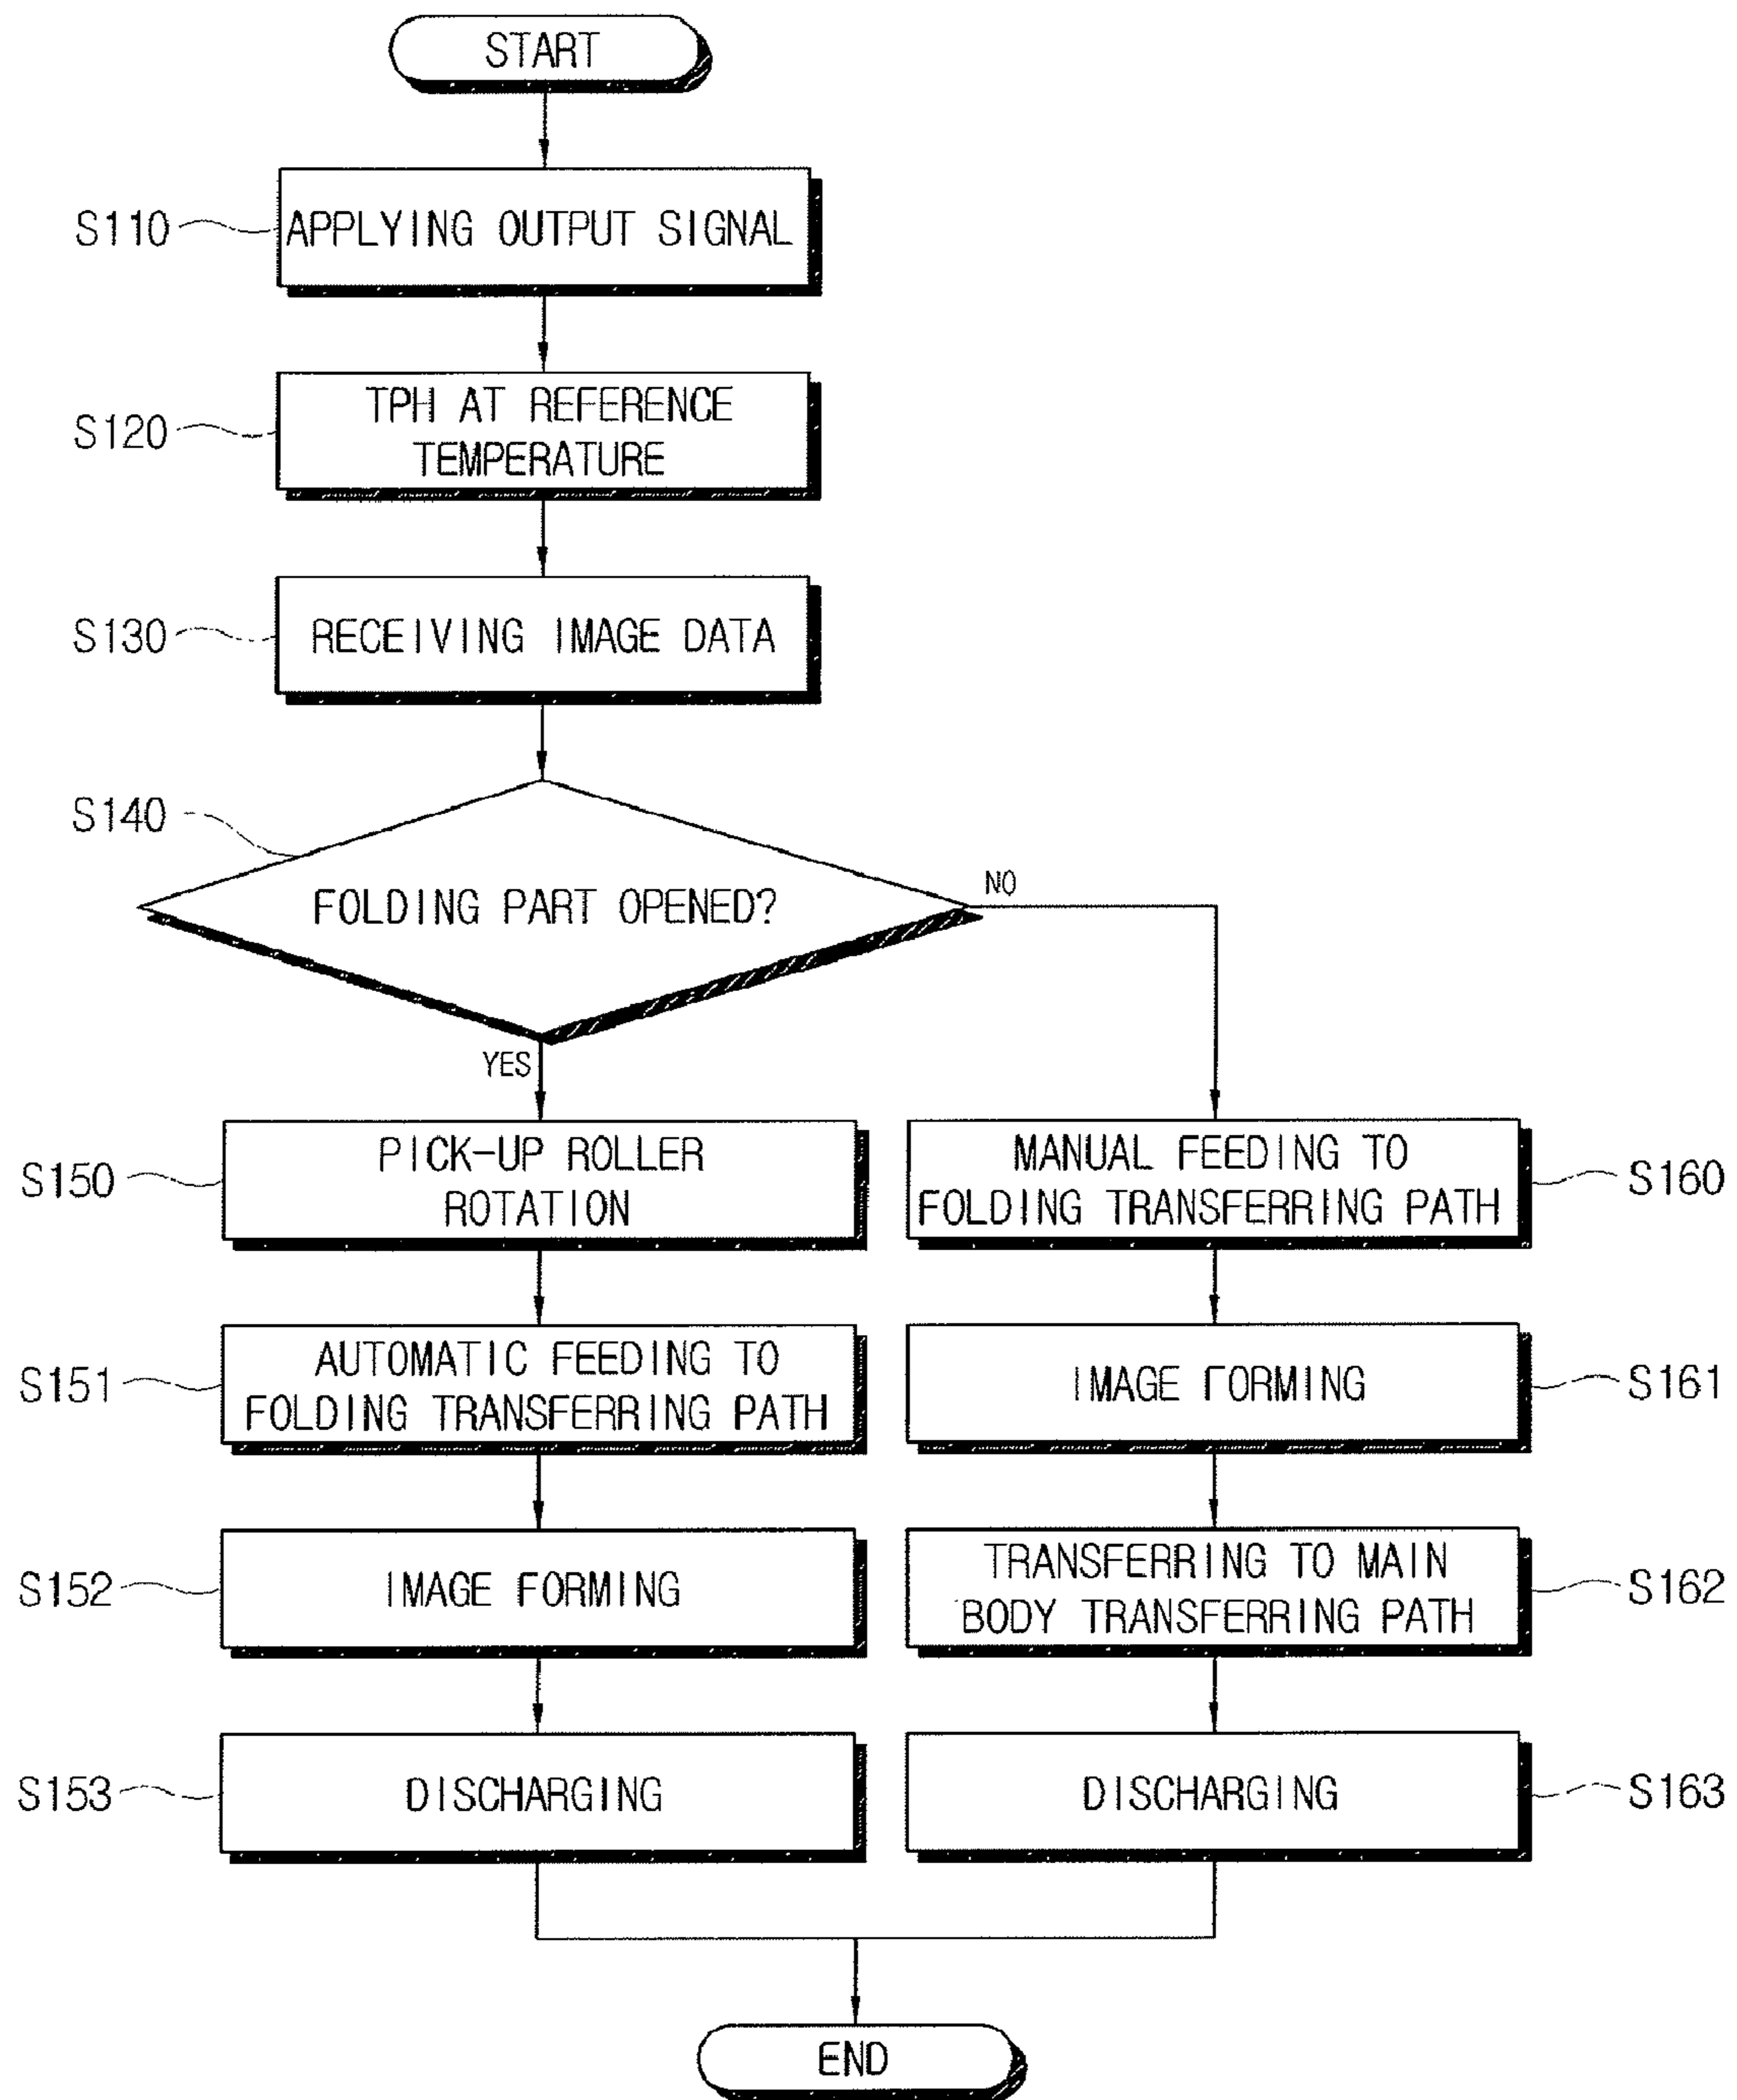 START
S110
APPLYING OUTPUT SIGNAL
S120
TPH AT REFERENCE
TEMPERATURE
S130
RECEIVING IMAGE DATA
S140
FOLDING PART OPENED?
NO
YES
S150
PICK-UP ROLLER
ROTATION
MANUAL FEEDING TO
FOLDING TRANSFERRING PATH
S160
S151
AUTOMATIC FEEDING TO
FOLDING TRANSFERRING PATH
IMAGE FORMING
S161
S152
IMAGE FORMING
TRANSFERRING TO MAIN
BODY TRANSFERRING PATH
S162
S153
DISCHARGING
DISCHARGING
S163
END